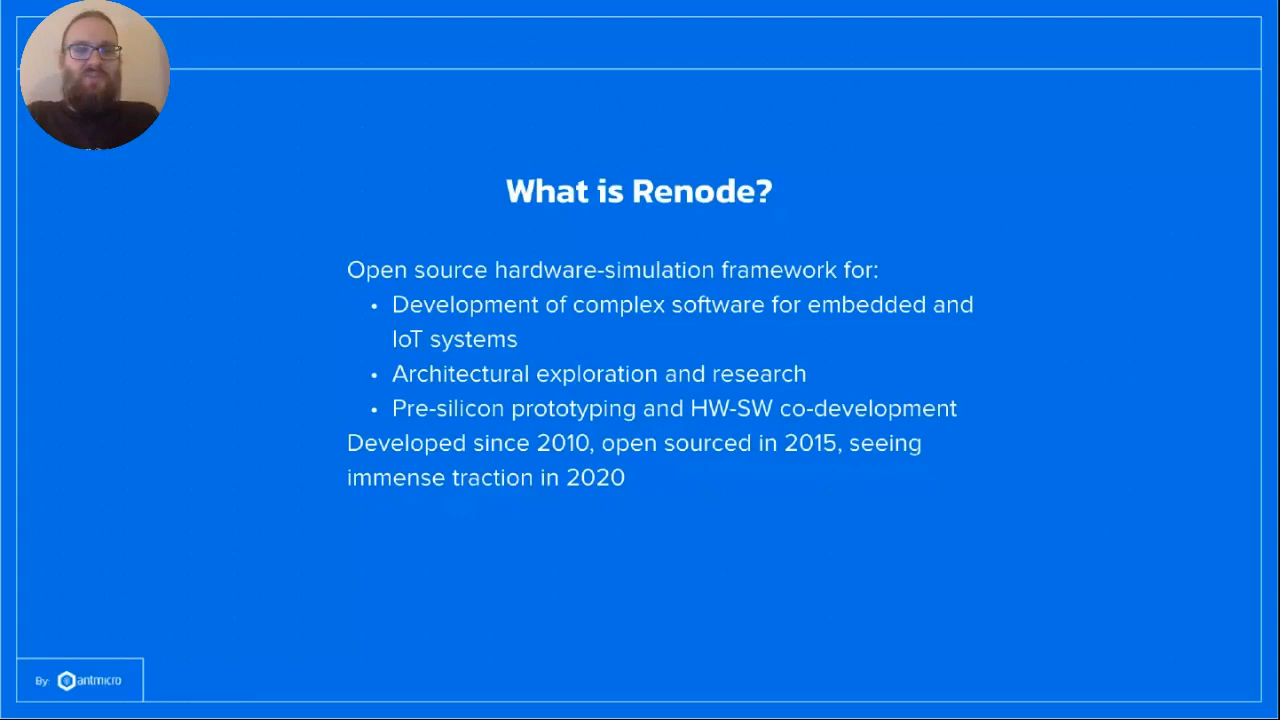 What is Renode?
Open source hardware-simulation framework for:
• Development of complex software for embedded and
IoT systems
• Architectural exploration and research
• Pre-silicon prototyping and HW-SW co-development
Developed since 2010, open sourced in 2015, seeing
immense traction in 2020
By: antmicro